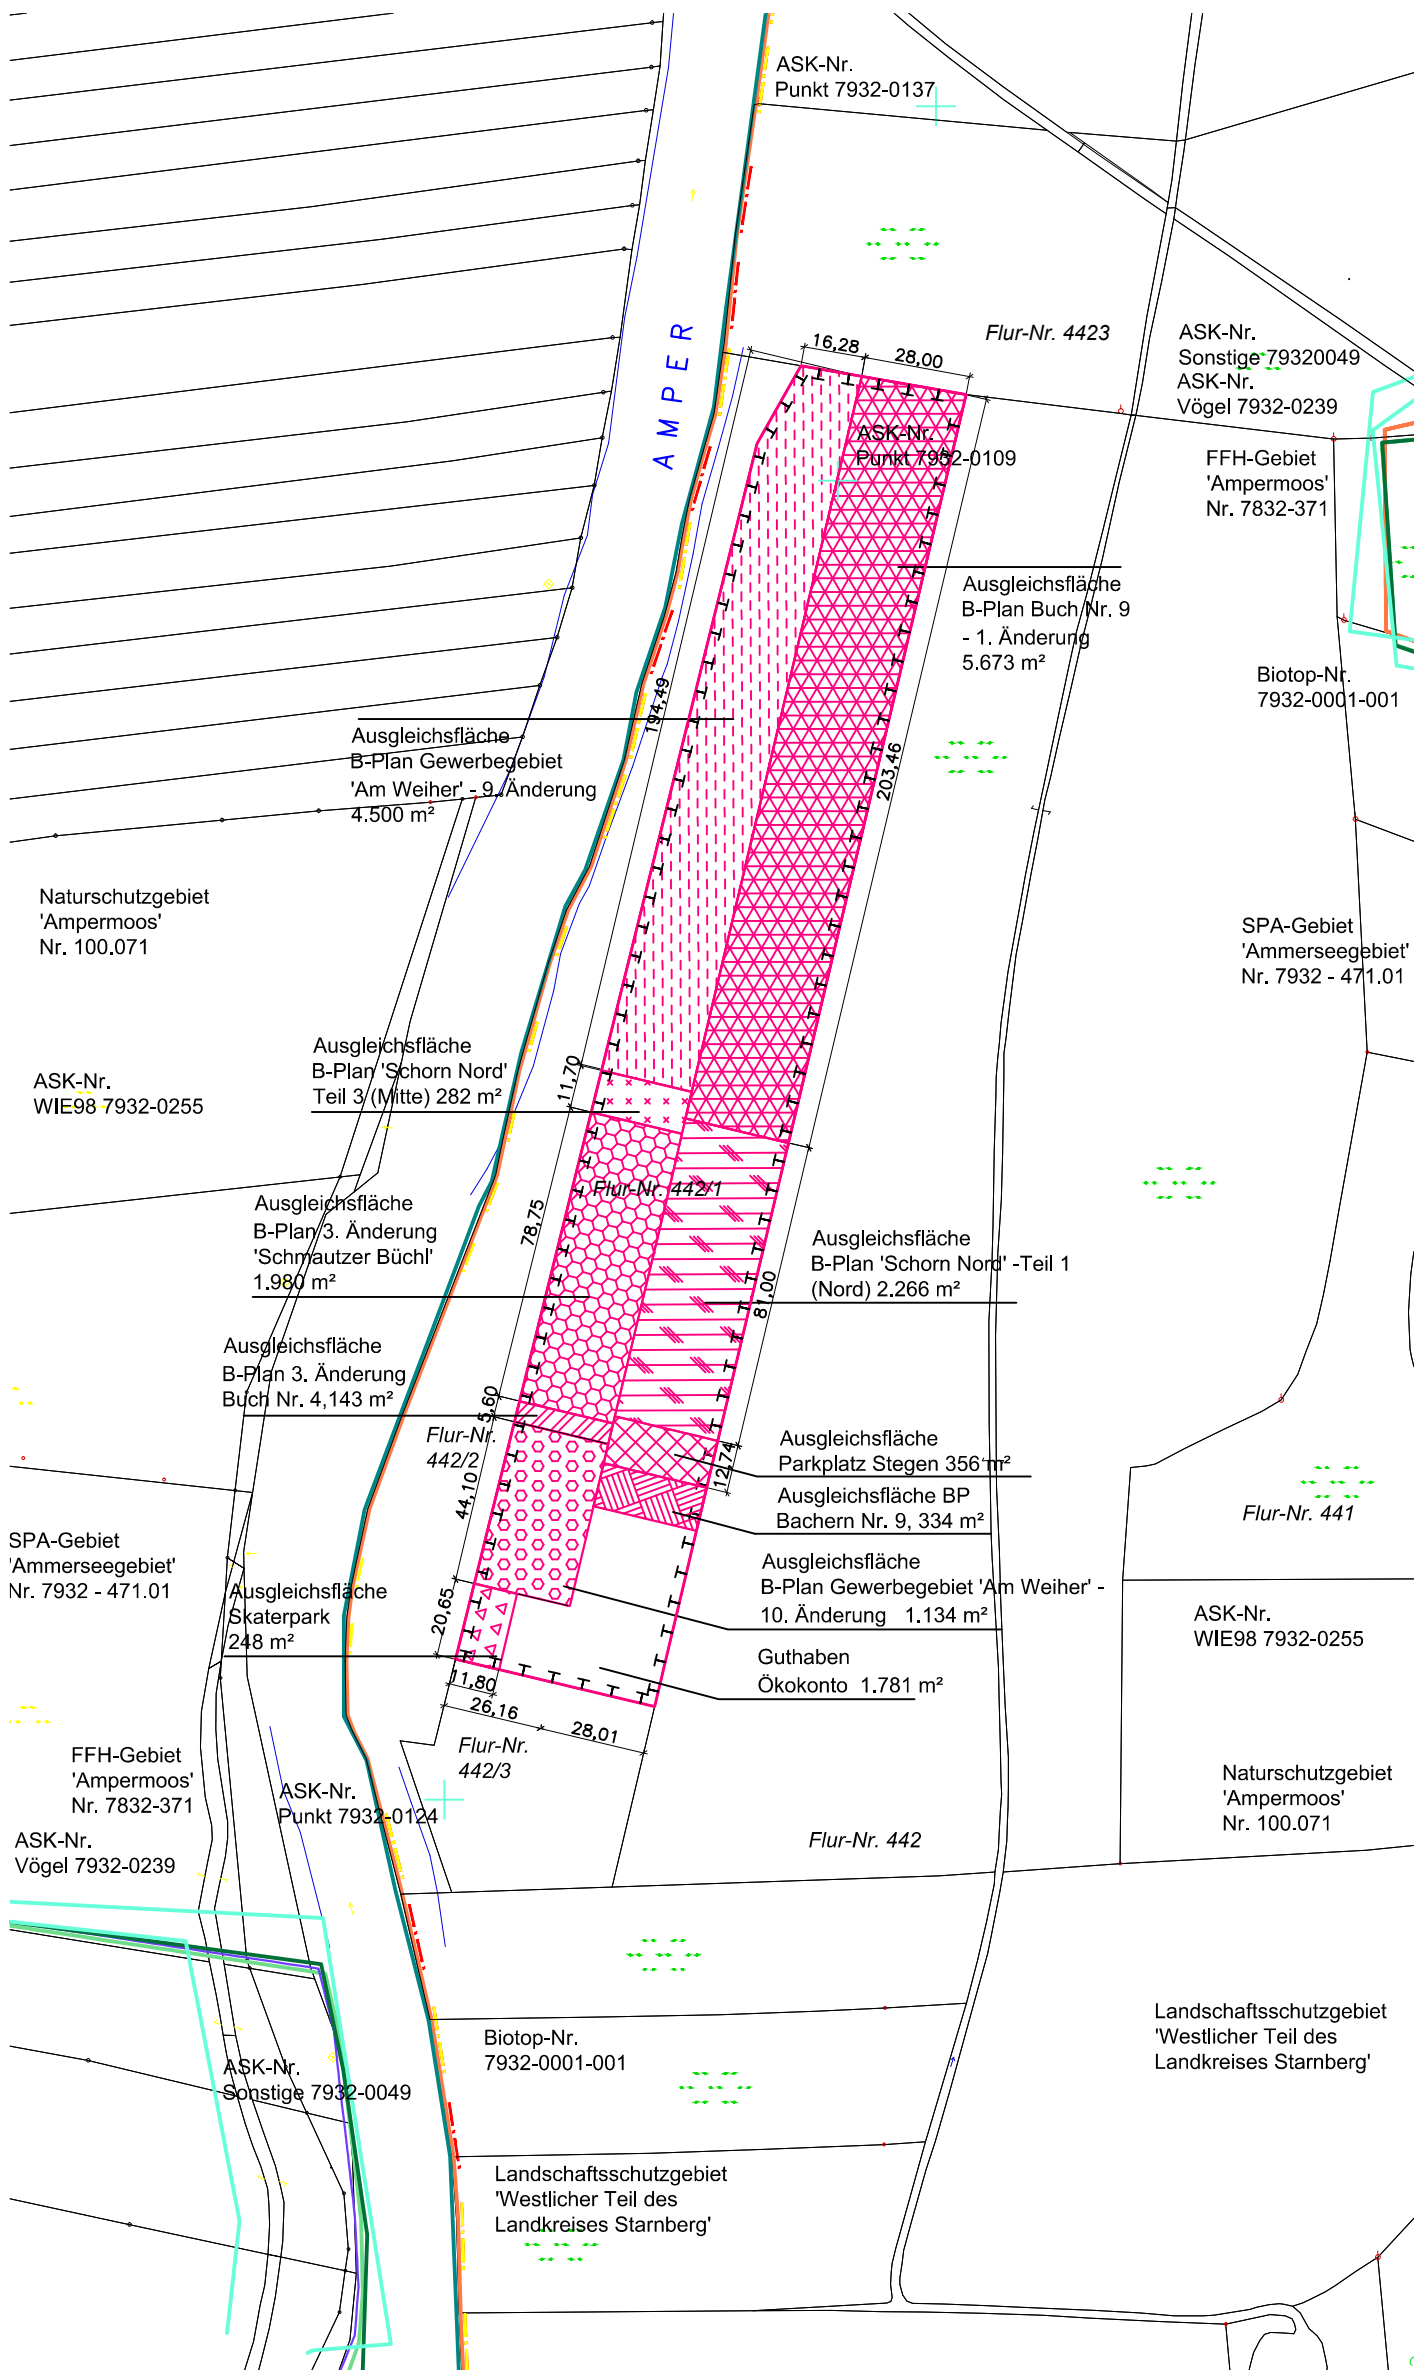 ASK-Nr.
Punkt 7932-0137
AMPER
Flur-Nr. 4423
ASK-Nr.
Sonstige 79320049
ASK-Nr.
Vögel 7932-0239
16,28
28,00
ASK-Nr.
Punkt 7932-0109
FFH-Gebiet
'Ampermoos'
Nr. 7832-371
Ausgleichsfläche
B-Plan Buch Nr. 9
- 1. Änderung
5.673 m²
Biotop-Nr.
7932-0001-001
194,49
203,46
Ausgleichsfläche
B-Plan Gewerbegebiet
'Am Weiher' - 9. Änderung
4.500 m²
Naturschutzgebiet
'Ampermoos'
Nr. 100.071
SPA-Gebiet
'Ammerseegebiet'
Nr. 7932 - 471.01
Ausgleichsfläche
B-Plan 'Schorn Nord'
Teil 3 (Mitte) 282 m²
11,70
ASK-Nr.
WIE98 7932-0255
Flur-Nr. 442/1
Ausgleichsfläche
B-Plan 3. Änderung
'Schmautzer Büchl'
1.980 m²
78,75
Ausgleichsfläche
B-Plan 'Schorn Nord' -Teil 1
(Nord) 2.266 m²
81,00
Ausgleichsfläche
B-Plan 3. Änderung
Buch Nr. 4,143 m²
5,60
Flur-Nr.
442/2
Ausgleichsfläche
Parkplatz Stegen 356 m²
12,74
44,10
Ausgleichsfläche BP
Bachern Nr. 9, 334 m²
Flur-Nr. 441
SPA-Gebiet
'Ammerseegebiet'
Nr. 7932 - 471.01
Ausgleichsfläche
B-Plan Gewerbegebiet 'Am Weiher' -
10. Änderung 1.134 m²
Ausgleichsfläche
Skaterpark
248 m²
20,65
ASK-Nr.
WIE98 7932-0255
Guthaben
Ökokonto 1.781 m²
11,80
26,16
28,01
Flur-Nr.
442/3
FFH-Gebiet
'Ampermoos'
Nr. 7832-371
ASK-Nr.
Punkt 7932-0124
Naturschutzgebiet
'Ampermoos'
Nr. 100.071
ASK-Nr.
Vögel 7932-0239
Flur-Nr. 442
Biotop-Nr.
7932-0001-001
Landschaftsschutzgebiet
'Westlicher Teil des
Landkreises Starnberg'
ASK-Nr.
Sonstige 7932-0049
Landschaftsschutzgebiet
'Westlicher Teil des
Landkreises Starnberg'